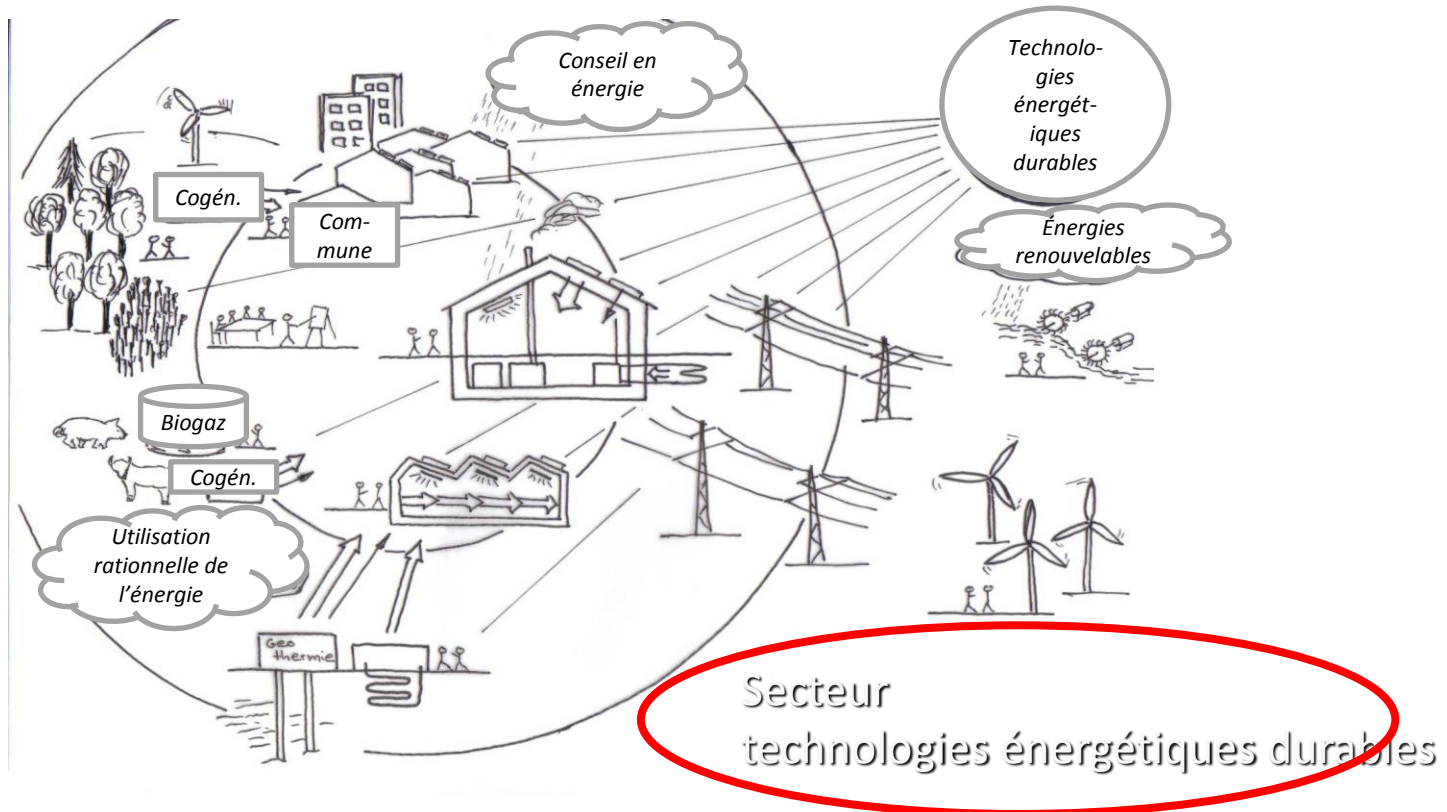 Conseil en
énergie
Technolo-
gies
énergét-
iques
durables
Cogén.
Com-
mune
Énergies
renouvelables
Biogaz
Cogén.
Utilisation
rationnelle de
l'énergie
Geo
thermie
Secteur
technologies énergétiques durables